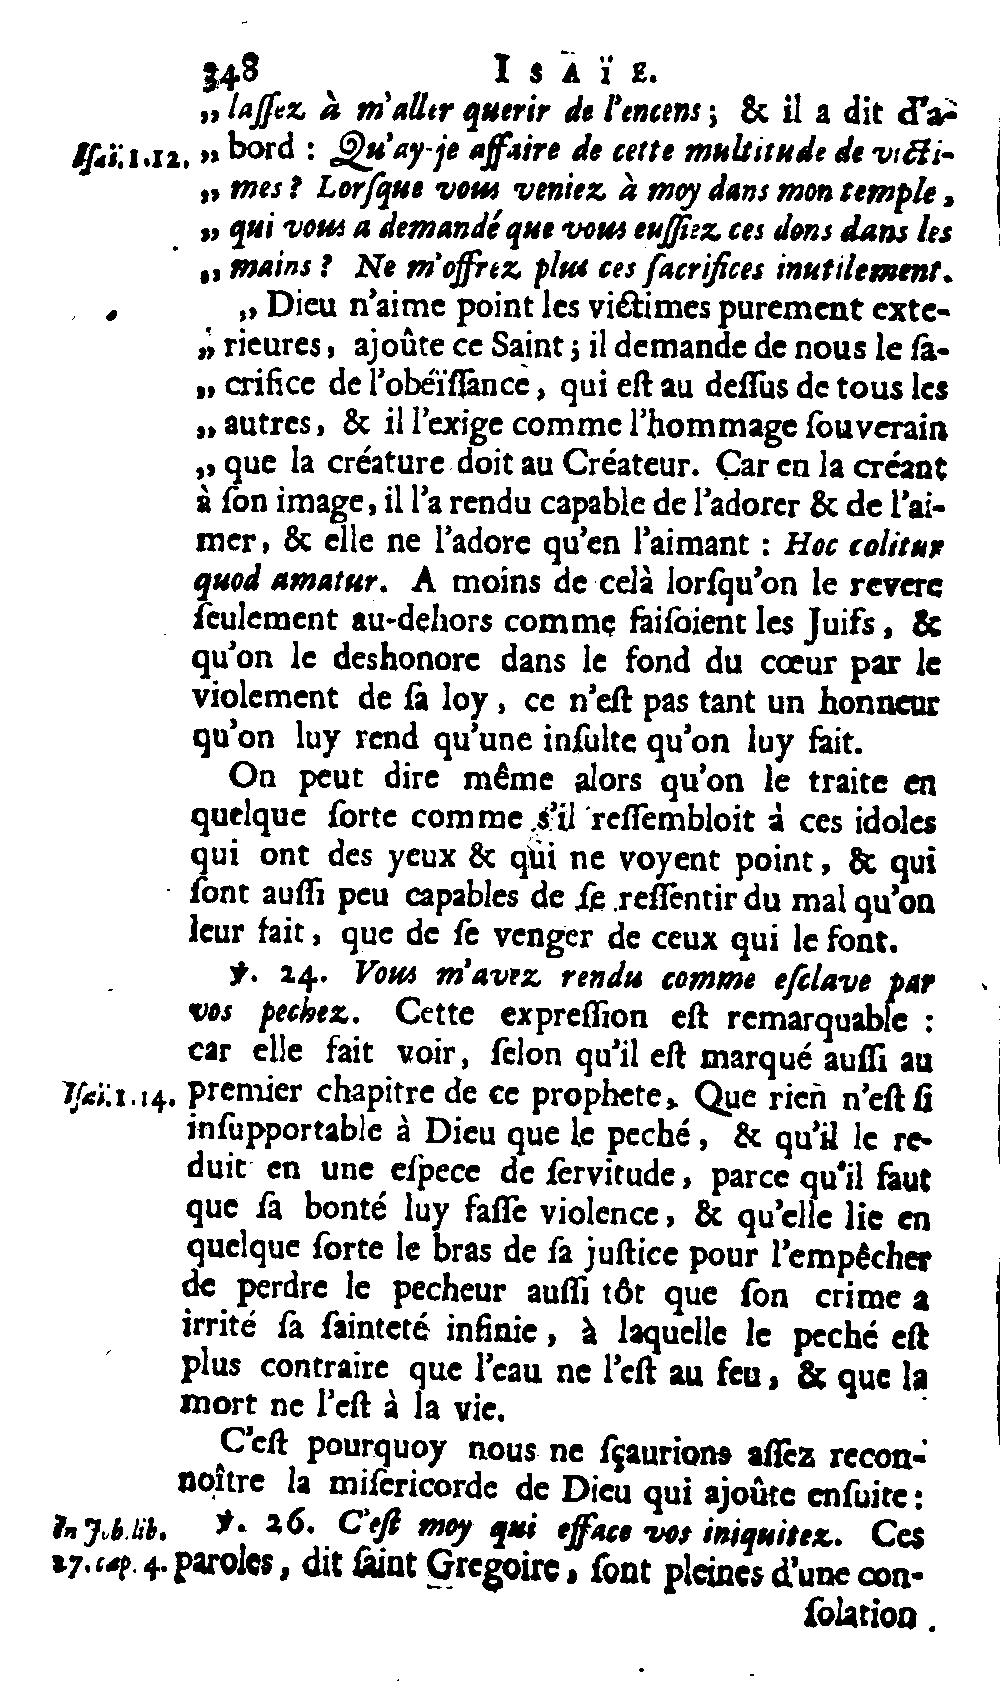 348 ISAÏE.
„ laſſez à m'aller querir de l'encens ; & il a dit d'a-
Iſaï. 1. 12. „ bord : Qu'ay-je affaire de cette multitude de victi-
„ mes ? Lorſque vous veniez à moy dans mon temple,
„ qui vous a demandé que vous euſſiez ces dons dans les
„ mains ? Ne m'offrez plus ces ſacrifices inutilement.
„ Dieu n'aime point les victimes purement exte-
„ rieures, ajoûte ce Saint ; il demande de nous le ſa-
„ crifice de l'obéïſſance, qui eſt au deſſus de tous les
„ autres, & il l'exige comme l'hommage ſouverain
„ que la créature doit au Créateur. Car en la créant
à ſon image, il l'a rendu capable de l'adorer & de l'ai-
mer, & elle ne l'adore qu'en l'aimant : Hoc colitur
quod amatur. A moins de celà lorſqu'on le revere
ſeulement au-dehors comme faiſoient les Juifs, &
qu'on le deshonore dans le fond du cœur par le
violement de ſa loy, ce n'eſt pas tant un honneur
qu'on luy rend qu'une inſulte qu'on luy fait.
On peut dire même alors qu'on le traite en
quelque ſorte comme s'il reſſembloit à ces idoles
qui ont des yeux & qui ne voyent point, & qui
ſont auſſi peu capables de ſe reſſentir du mal qu'on
leur fait, que de ſe venger de ceux qui le font.
℣. 24. Vous m'avez rendu comme eſclave par
vos pechez. Cette expreſſion eſt remarquable :
car elle fait voir, ſelon qu'il eſt marqué auſſi au
Iſaï. 1. 14. premier chapitre de ce prophete, Que rien n'eſt ſi
inſupportable à Dieu que le peché, & qu'il le re-
duit en une eſpece de ſervitude, parce qu'il faut
que ſa bonté luy faſſe violence, & qu'elle lie en
quelque ſorte le bras de ſa juſtice pour l'empêcher
de perdre le pecheur auſſi tôt que ſon crime a
irrité ſa ſainteté infinie, à laquelle le peché eſt
plus contraire que l'eau ne l'eſt au feu, & que la
mort ne l'eſt à la vie.
C'eſt pourquoy nous ne ſçaurions aſſez recon-
noître la miſericorde de Dieu qui ajoûte enſuite :
In Job. lib. ℣. 26. C'eſt moy qui efface vos iniquitez. Ces
27. cap. 4. paroles, dit ſaint Gregoire, ſont pleines d'une con-
ſolation